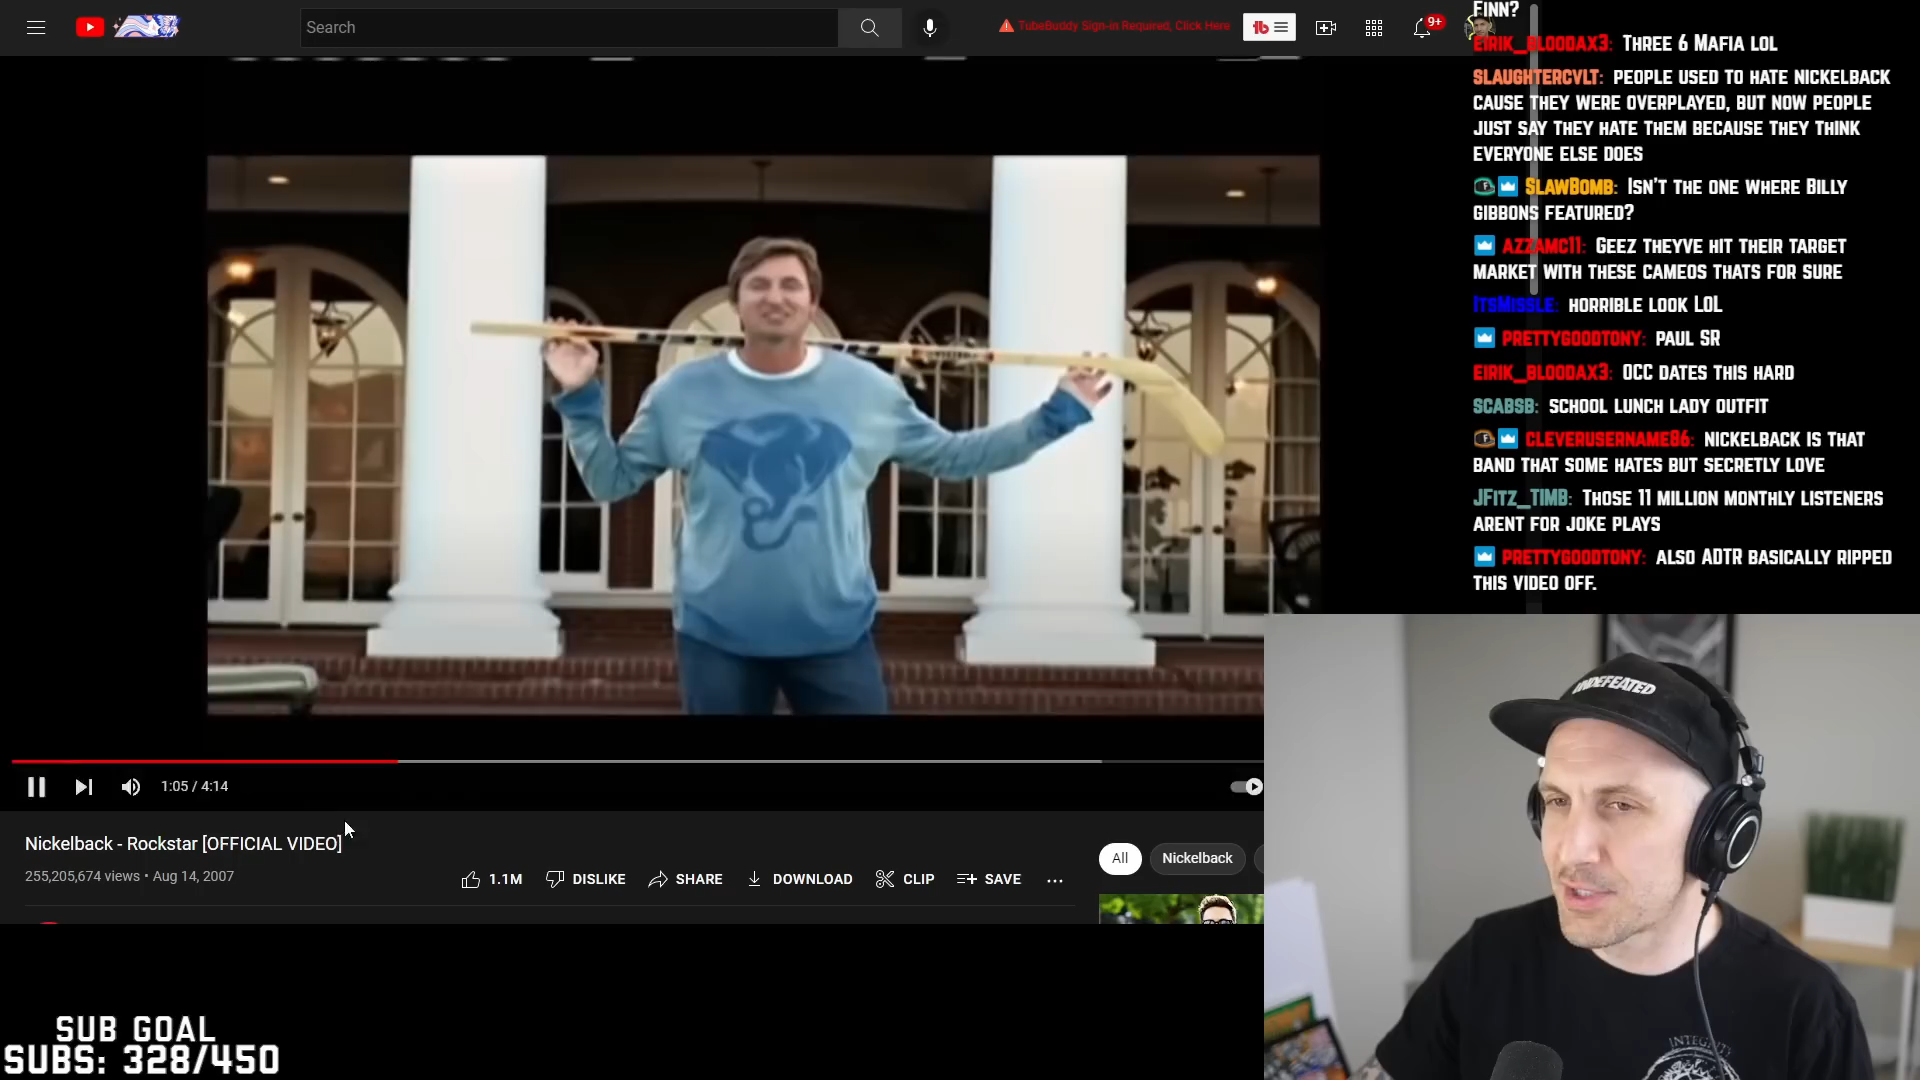 Search
TubeBuddy Sign-in Required, Click Here
tb
9+
FINN?
EIRIK_BLOODAX3: THREE 6 MAFIA LOL
SLAUGHTERCVLT: PEOPLE USED TO HATE NICKELBACK
CAUSE THEY WERE OVERPLAYED, BUT NOW PEOPLE
JUST SAY THEY HATE THEM BECAUSE THEY THINK
EVERYONE ELSE DOES
SLAWBOMB: ISN'T THE ONE WHERE BILLY
GIBBONS FEATURED?
AZZAMC11: GEEZ THEYVE HIT THEIR TARGET
MARKET WITH THESE CAMEOS THATS FOR SURE
ITSMISSLE: HORRIBLE LOOK LOL
PRETTYGOODTONY: PAUL SR
EIRIK_BLOODAX3: OCC DATES THIS HARD
SCABSB: SCHOOL LUNCH LADY OUTFIT
CLEVERUSERNAME86: NICKELBACK IS THAT
BAND THAT SOME HATES BUT SECRETLY LOVE
JFITZ_TIMB: THOSE 11 MILLION MONTHLY LISTENERS
ARENT FOR JOKE PLAYS
PRETTYGOODTONY: ALSO ADTR BASICALLY RIPPED
THIS VIDEO OFF.
1:05 / 4:14
Nickelback - Rockstar [OFFICIAL VIDEO]
255,205,674 views • Aug 14, 2007
1.1M
DISLIKE
SHARE
DOWNLOAD
CLIP
SAVE
All
Nickelback
UNDEFEATED
INTEGRITY
SUB GOAL
SUBS: 328/450